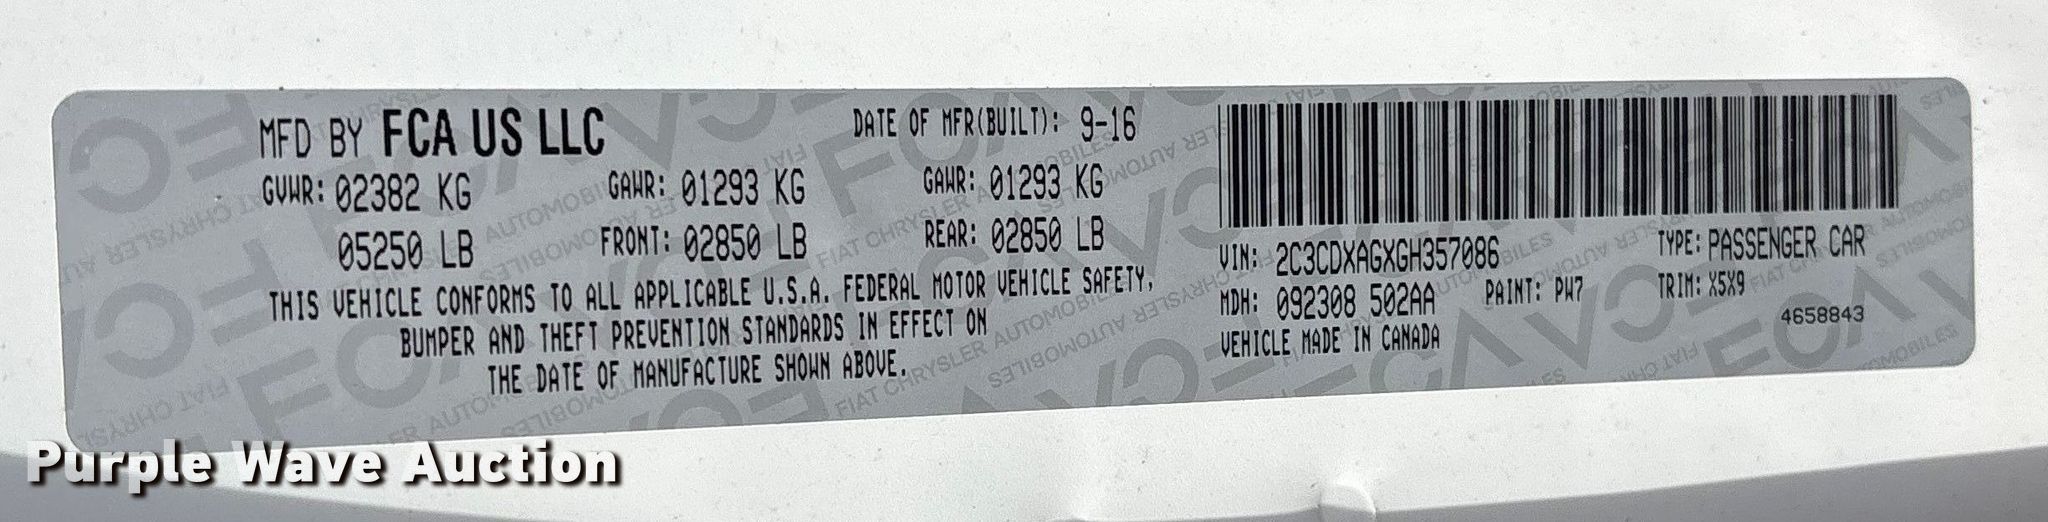 MFD BY FCA US LLC
DATE OF MFR(BUILT): 9-16
GVWR: 02382 KG
GAWR: 01293 KG
GAWR: 01293 KG
05250 LB
FRONT: 02850 LB
REAR: 02850 LB
THIS VEHICLE CONFORMS TO ALL APPLICABLE U.S.A. FEDERAL MOTOR VEHICLE SAFETY,
BUMPER AND THEFT PREVENTION STANDARDS IN EFFECT ON
THE DATE OF MANUFACTURE SHOWN ABOVE.
VIN: 2C3CDXAGXGH357086
TYPE: PASSENGER CAR
MDH: 092308 502AA
PAINT: PW7
TRIM: X5X9
VEHICLE MADE IN CANADA
4658843
Purple Wave Auction